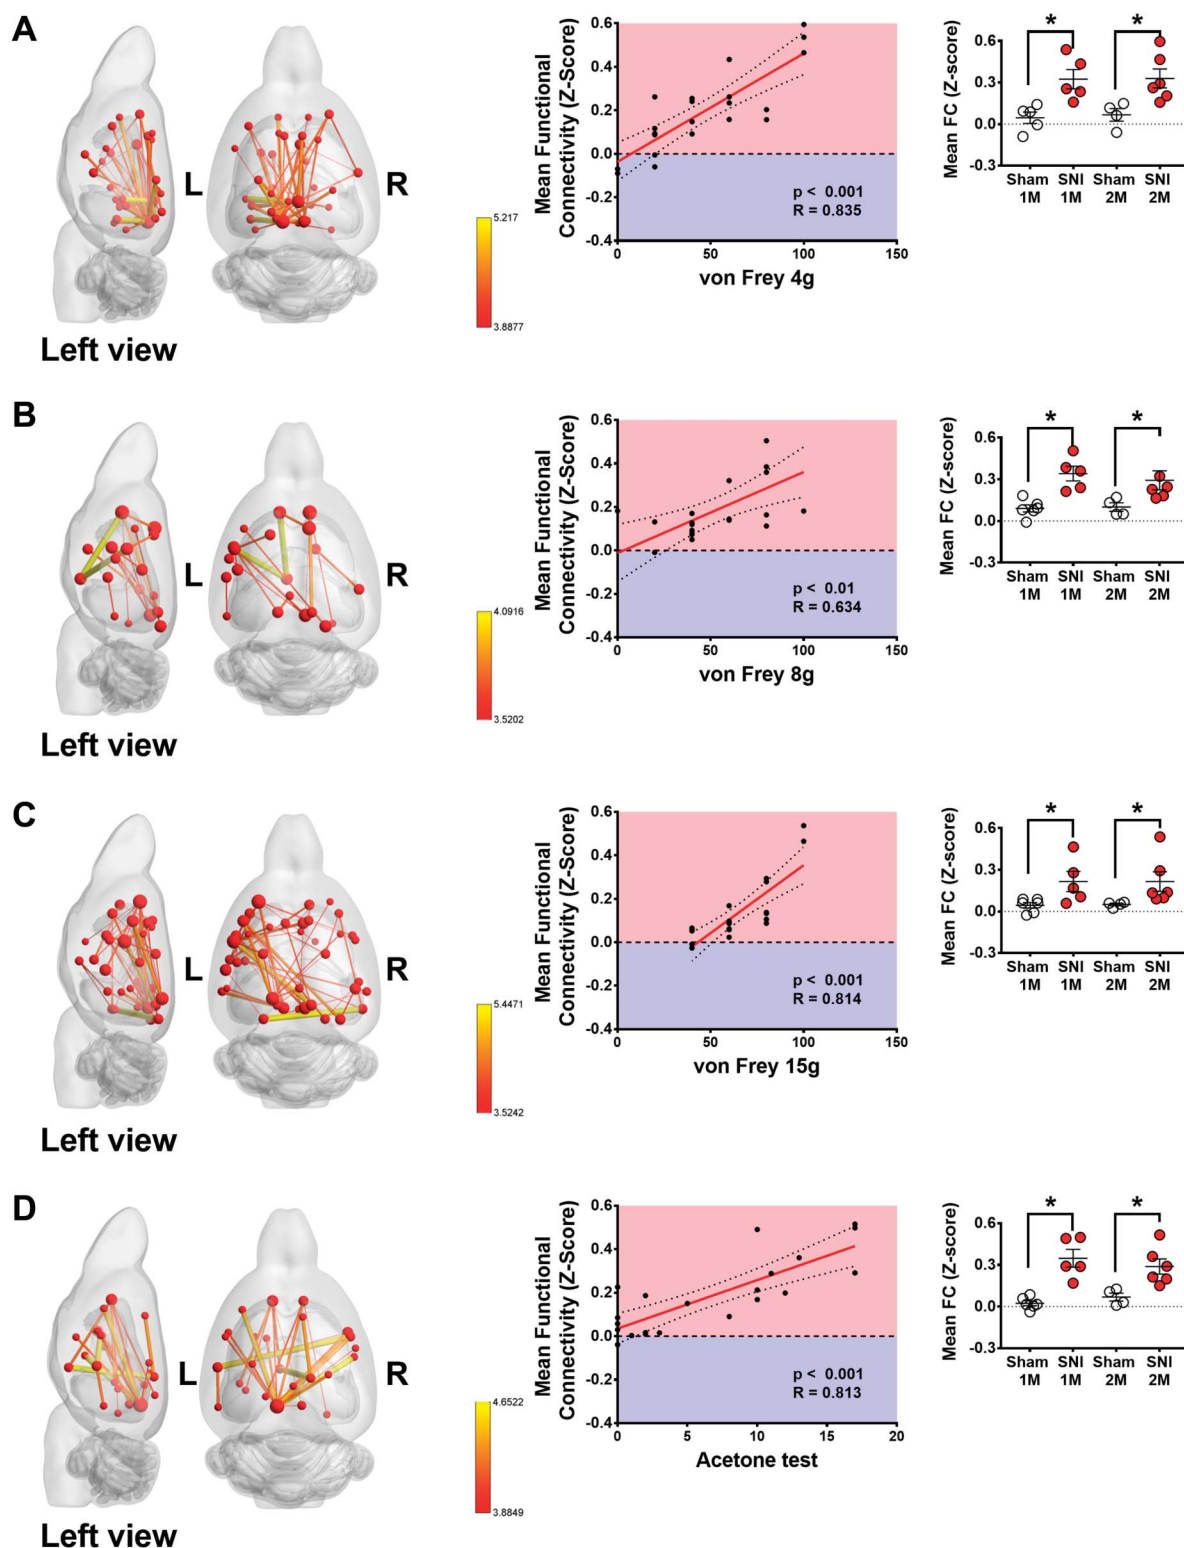 A
L
R
Left view
5.217
3.8877
Mean Functional
Connectivity (Z-Score)
0.6
0.4
0.2
0.0
-0.2
-0.4
0
50
100
150
p < 0.001
R = 0.835
von Frey 4g
Mean FC (Z-score)
0.6
0.3
0.0
-0.3
*
*
Sham SNI Sham SNI
1M 1M 2M 2M
B
L
R
Left view
4.0916
3.5202
Mean Functional
Connectivity (Z-Score)
0.6
0.4
0.2
0.0
-0.2
-0.4
0
50
100
150
p < 0.01
R = 0.634
von Frey 8g
Mean FC (Z-score)
0.6
0.3
0.0
-0.3
*
*
Sham SNI Sham SNI
1M 1M 2M 2M
C
L
R
Left view
5.4471
3.5242
Mean Functional
Connectivity (Z-Score)
0.6
0.4
0.2
0.0
-0.2
-0.4
0
50
100
150
p < 0.001
R = 0.814
von Frey 15g
Mean FC (Z-score)
0.6
0.3
0.0
-0.3
*
*
Sham SNI Sham SNI
1M 1M 2M 2M
D
L
R
Left view
4.6522
3.8849
Mean Functional
Connectivity (Z-Score)
0.6
0.4
0.2
0.0
-0.2
-0.4
0
5
10
15
20
p < 0.001
R = 0.813
Acetone test
Mean FC (Z-score)
0.6
0.3
0.0
-0.3
*
*
Sham SNI Sham SNI
1M 1M 2M 2M